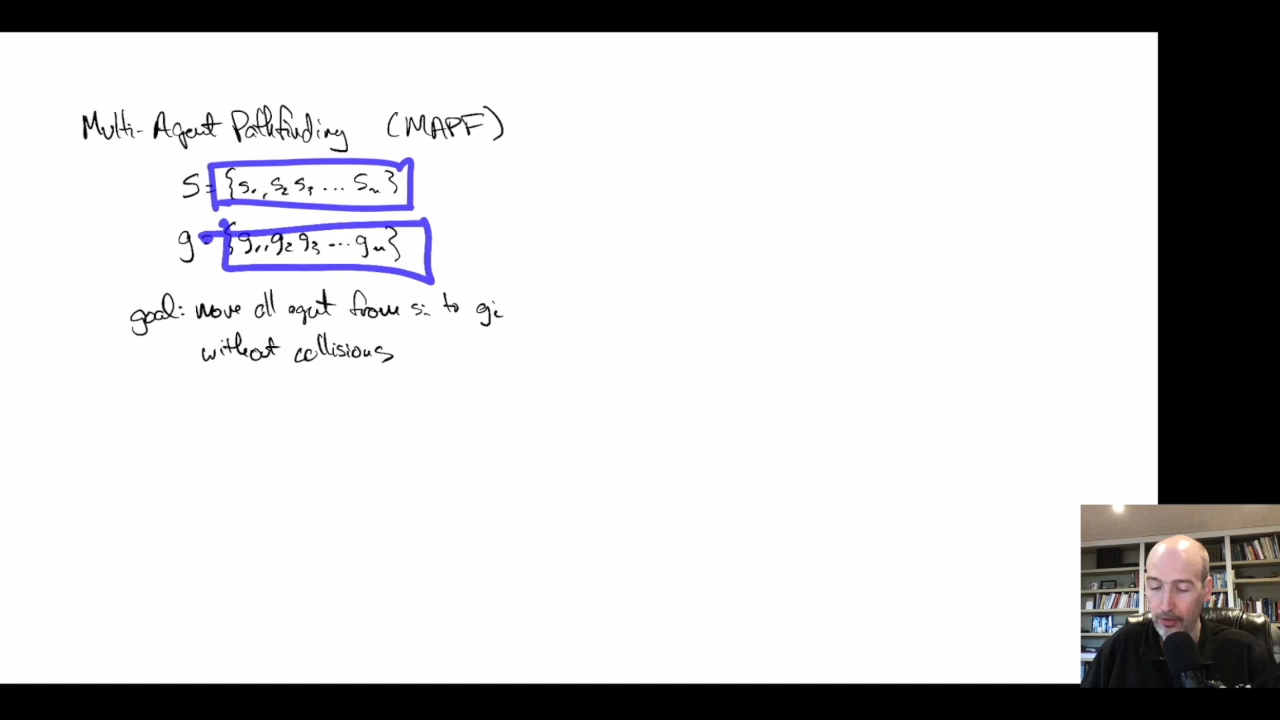 Multi-Agent Pathfinding (MAPF)
S = {s₁, s₂ s₃ ... sₙ}
g = {g₁, g₂ g₃ ... gₙ}
goal: move all agent from sᵢ to gᵢ
without collisions